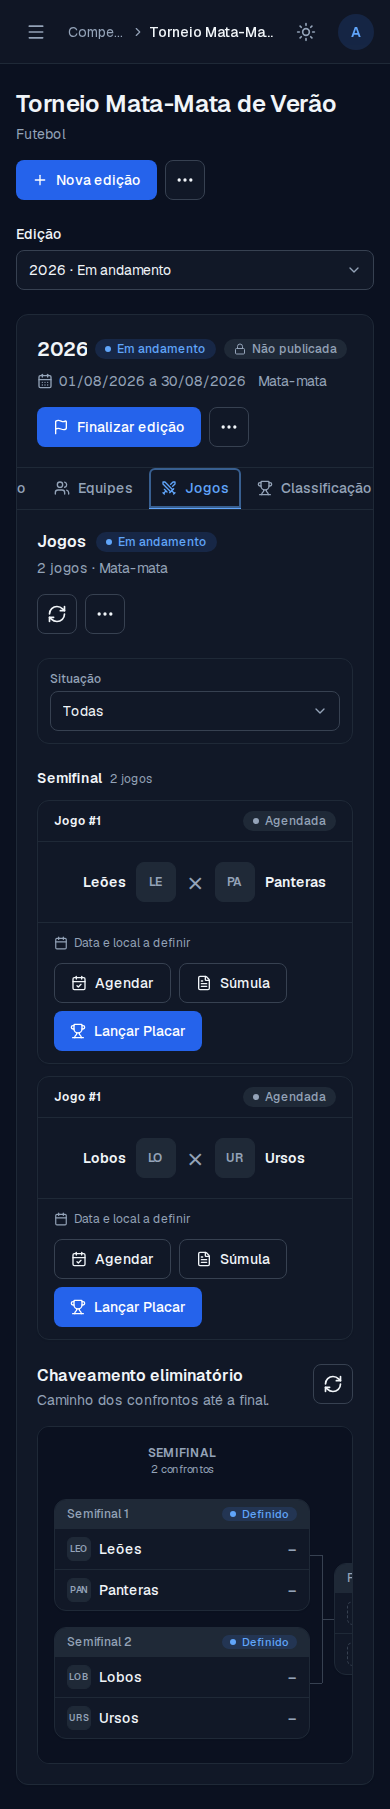 Compe... > Torneio Mata-Ma... A
Torneio Mata-Mata de Verão
Futebol
+ Nova edição ...
Edição
2026 · Em andamento
2026 Em andamento Não publicada
01/08/2026 a 30/08/2026 Mata-mata
Finalizar edição ...
o Equipes Jogos Classificação
Jogos Em andamento
2 jogos · Mata-mata
...
Situação
Todas
Semifinal 2 jogos
Jogo #1 Agendada
Leões LE × PA Panteras
Data e local a definir
Agendar Súmula
Lançar Placar
Jogo #1 Agendada
Lobos LO × UR Ursos
Data e local a definir
Agendar Súmula
Lançar Placar
Chaveamento eliminatório
Caminho dos confrontos até a final.
SEMIFINAL
2 confrontos
Semifinal 1 Definido
LEO Leões –
PAN Panteras –
Semifinal 2 Definido
LOB Lobos –
URS Ursos –